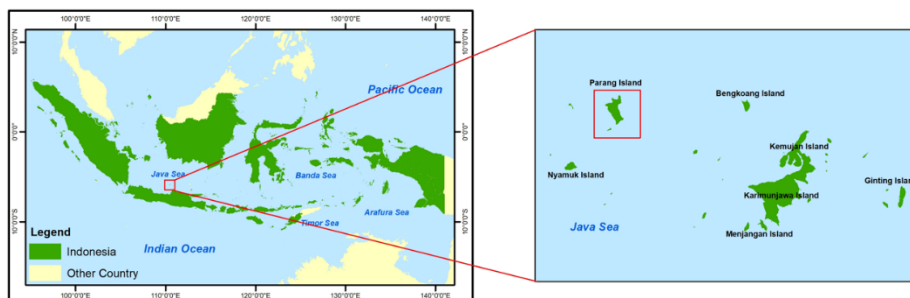 100°0'0"E 110°0'0"E 120°0'0"E 130°0'0"E 140°0'0"E
10°0'0"N
10°0'0"N
Pacific Ocean
0°0'0"
0°0'0"
Java Sea
Banda Sea
Arafura Sea
Timor Sea
10°0'0"S
10°0'0"S
Indian Ocean
Legend
Indonesia
Other Country
100°0'0"E 110°0'0"E 120°0'0"E 130°0'0"E 140°0'0"E
Parang Island
Bengkoang Island
Kemujan Island
Nyamuk Island
Ginting Island
Karimunjawa Island
Java Sea
Menjangan Island